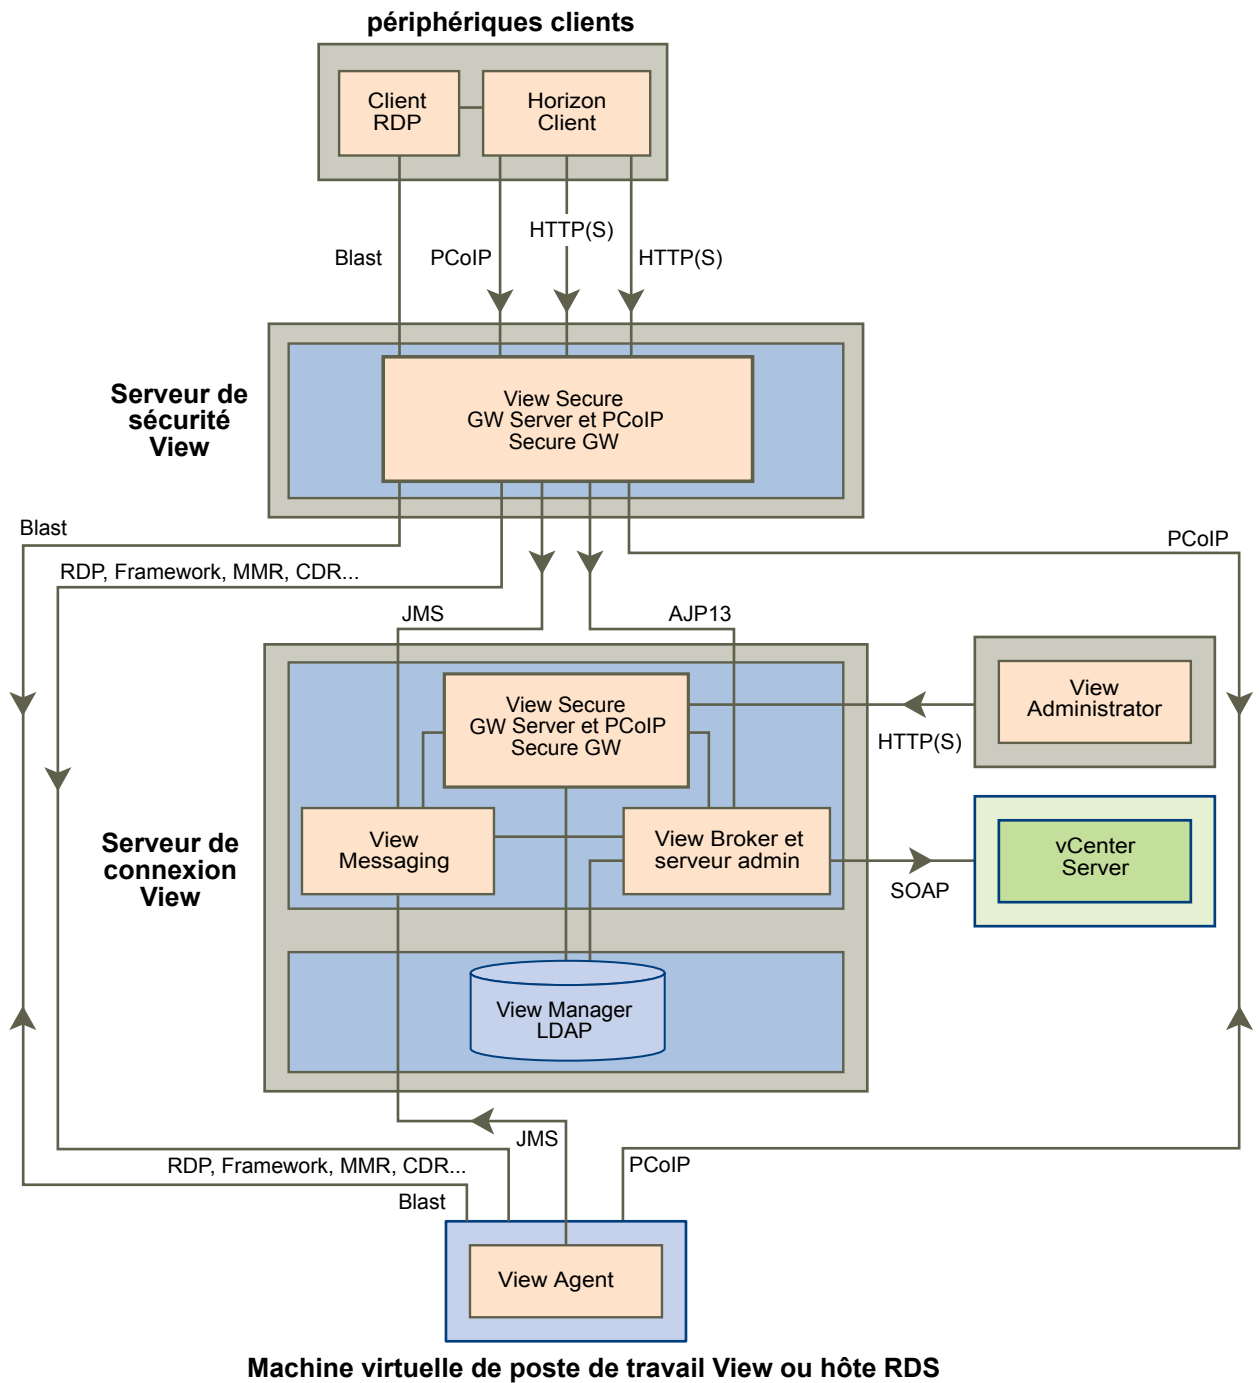 périphériques clients
Client
RDP
Horizon
Client
HTTP(S)
Blast
PCoIP
HTTP(S)
Serveur de
sécurité
View
View Secure
GW Server et PCoIP
Secure GW
Blast
PCoIP
RDP, Framework, MMR, CDR...
JMS
AJP13
View Secure
GW Server et PCoIP
Secure GW
View
Administrator
HTTP(S)
Serveur de
connexion
View
View
Messaging
View Broker et
serveur admin
vCenter
Server
SOAP
View Manager
LDAP
JMS
RDP, Framework, MMR, CDR...
PCoIP
Blast
View Agent
Machine virtuelle de poste de travail View ou hôte RDS